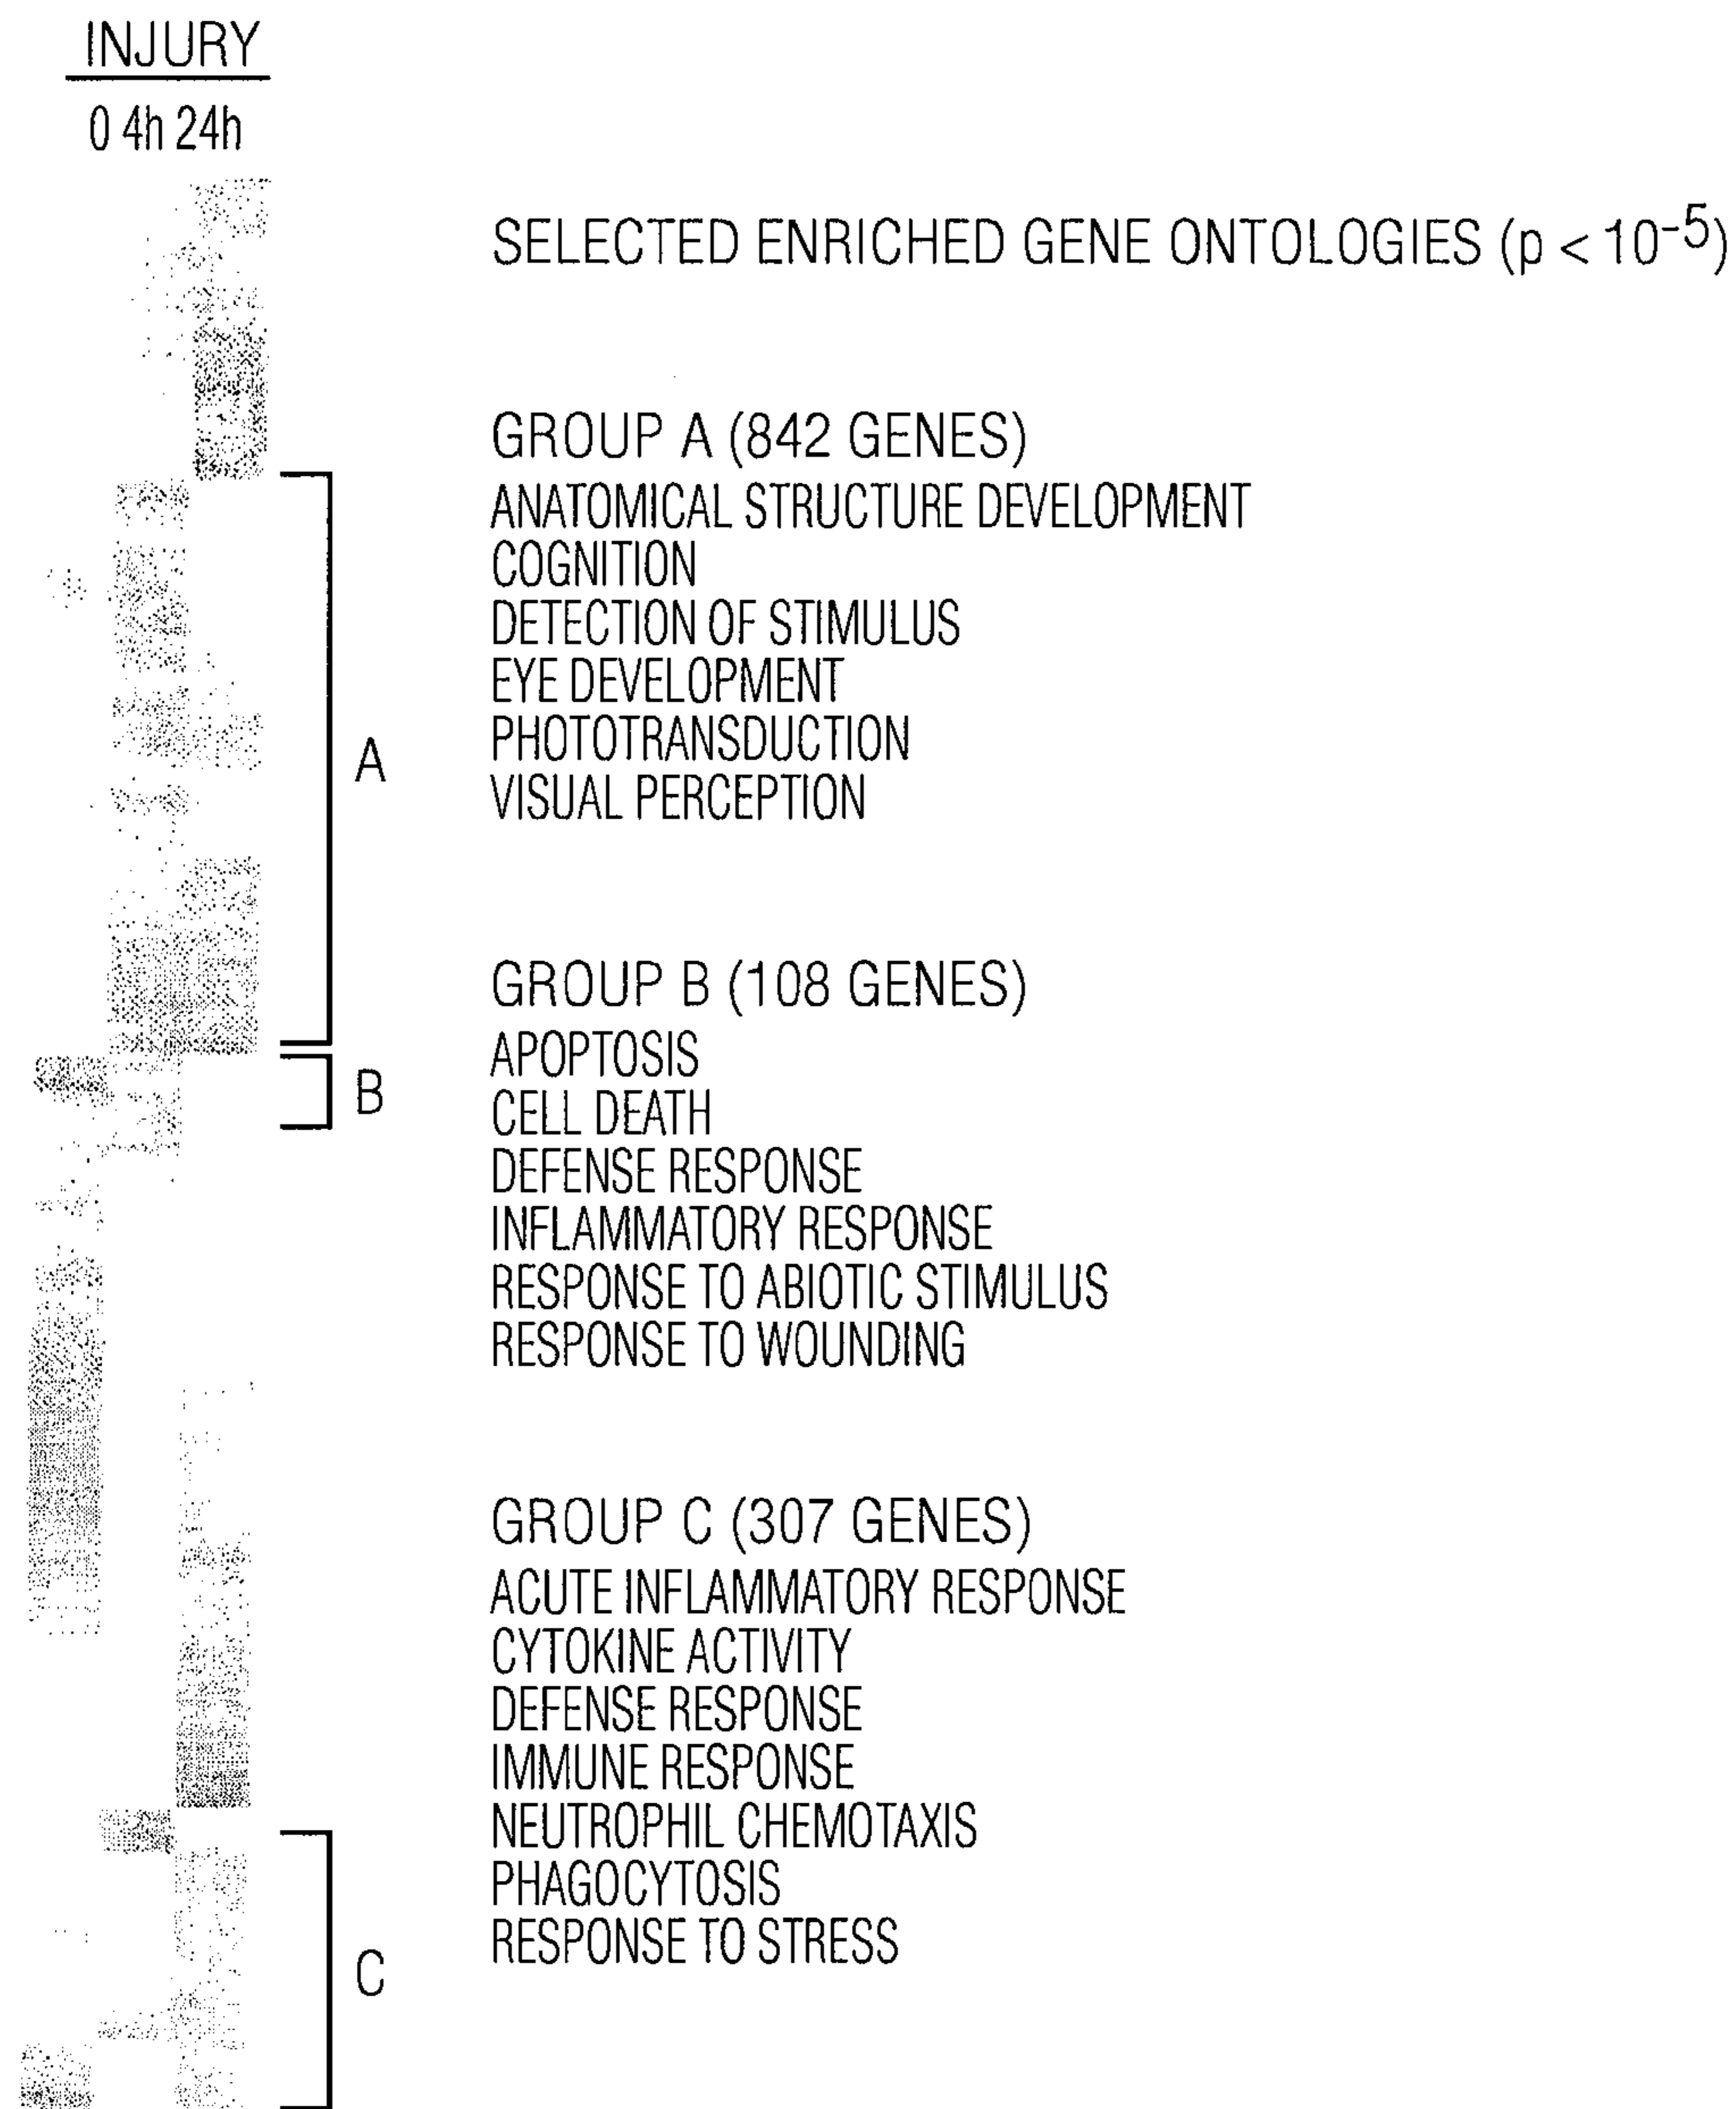 INJURY
0 4h 24h
SELECTED ENRICHED GENE ONTOLOGIES (p < 10⁻⁵)
GROUP A (842 GENES)
ANATOMICAL STRUCTURE DEVELOPMENT
COGNITION
DETECTION OF STIMULUS
EYE DEVELOPMENT
PHOTOTRANSDUCTION
VISUAL PERCEPTION
A
GROUP B (108 GENES)
APOPTOSIS
CELL DEATH
DEFENSE RESPONSE
INFLAMMATORY RESPONSE
RESPONSE TO ABIOTIC STIMULUS
RESPONSE TO WOUNDING
B
GROUP C (307 GENES)
ACUTE INFLAMMATORY RESPONSE
CYTOKINE ACTIVITY
DEFENSE RESPONSE
IMMUNE RESPONSE
NEUTROPHIL CHEMOTAXIS
PHAGOCYTOSIS
RESPONSE TO STRESS
C